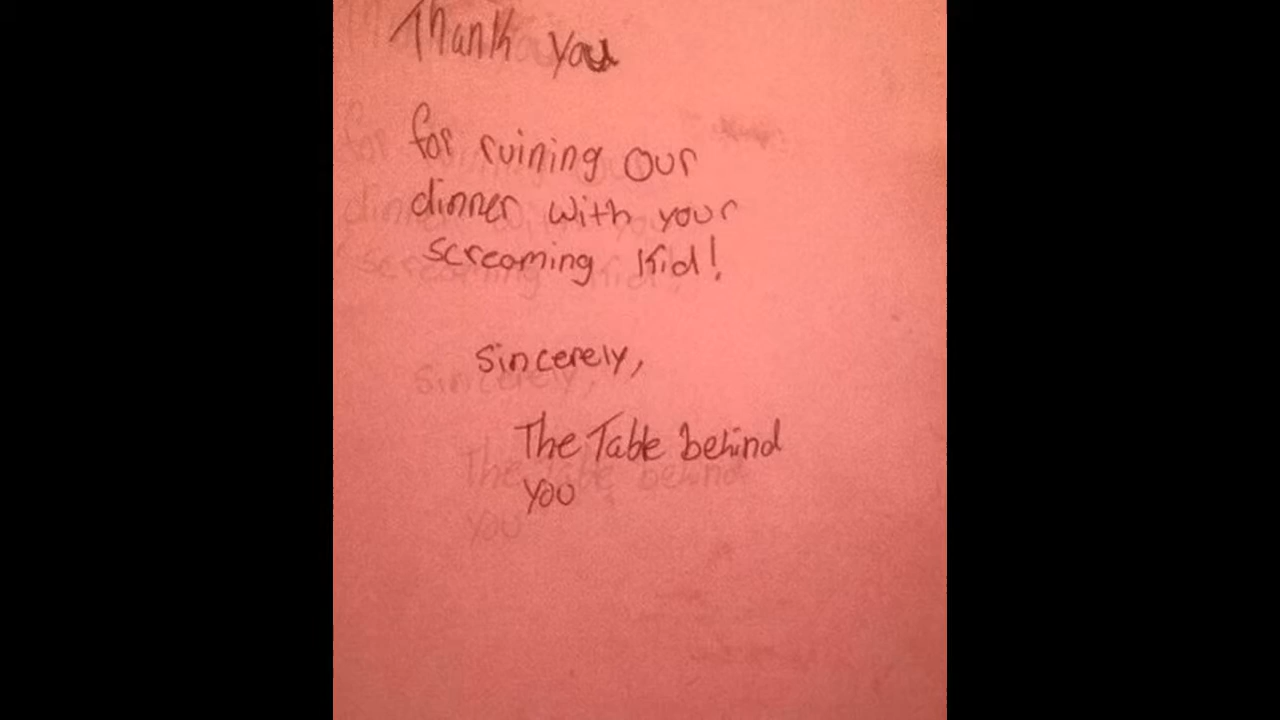 Thank you
for ruining our
dinner with your
screaming kid!
Sincerely,
The Table behind
you